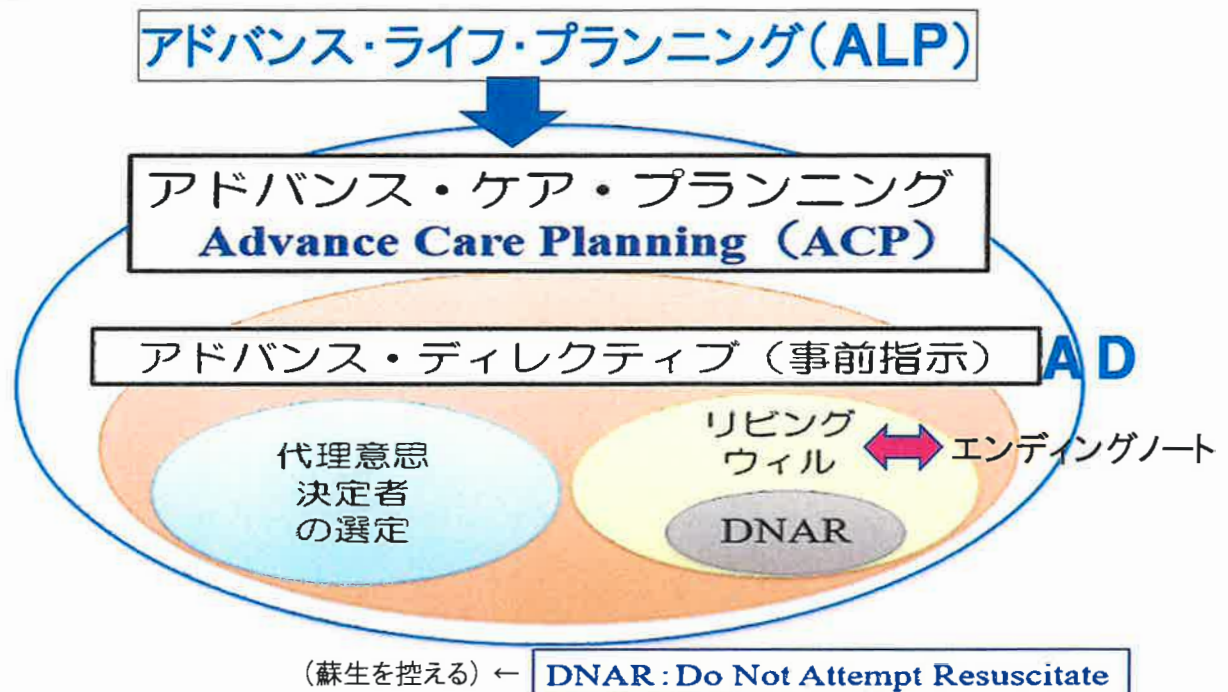 アドバンス・ライフ・プランニング(ALP)
アドバンス・ケア・プランニング
Advance Care Planning（ACP）
アドバンス・ディレクティブ（事前指示）
AD
代理意思
決定者
の選定
リビング
ウィル
エンディングノート
DNAR
（蘇生を控える）←
DNAR：Do Not Attempt Resuscitate